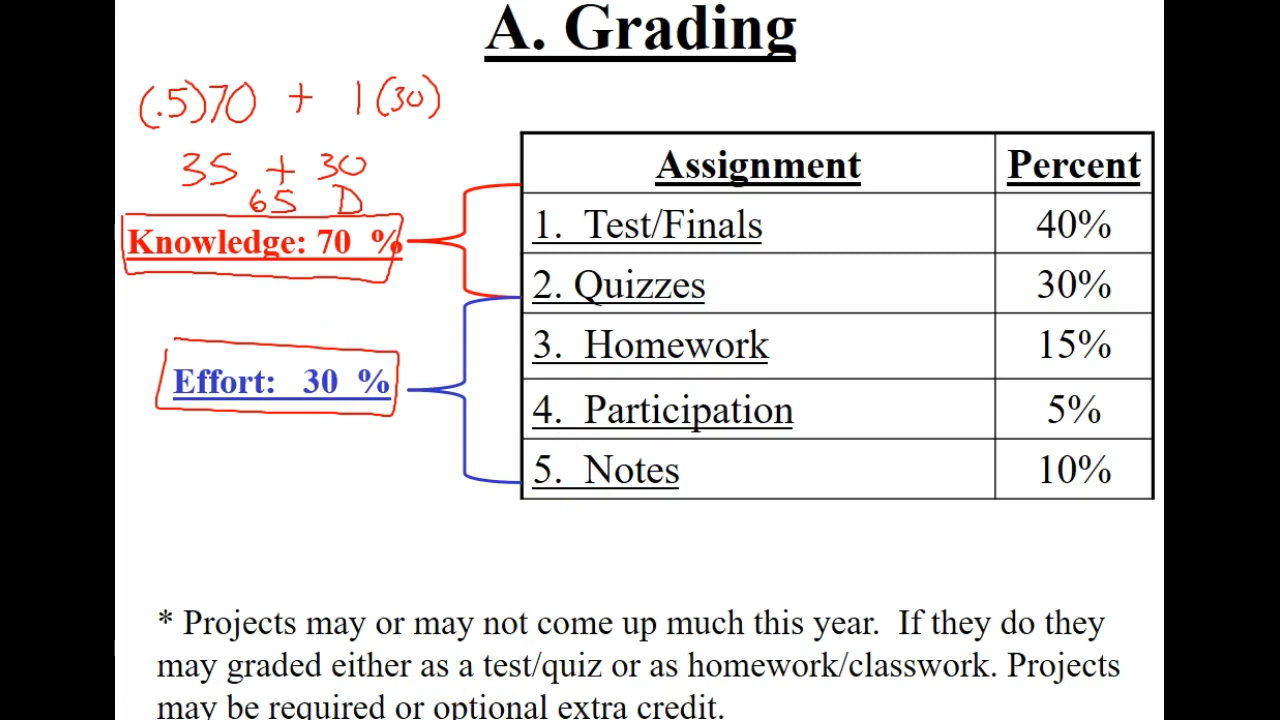 A. Grading
(.5)70 + 1(30)
35 + 30
65 D
Knowledge: 70 %
Effort: 30 %
Assignment Percent
1. Test/Finals 40%
2. Quizzes 30%
3. Homework 15%
4. Participation 5%
5. Notes 10%
* Projects may or may not come up much this year. If they do they
may graded either as a test/quiz or as homework/classwork. Projects
may be required or optional extra credit.